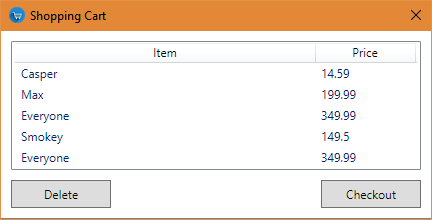 Shopping Cart
Item Price
Casper 14.59
Max 199.99
Everyone 349.99
Smokey 149.5
Everyone 349.99
Delete Checkout